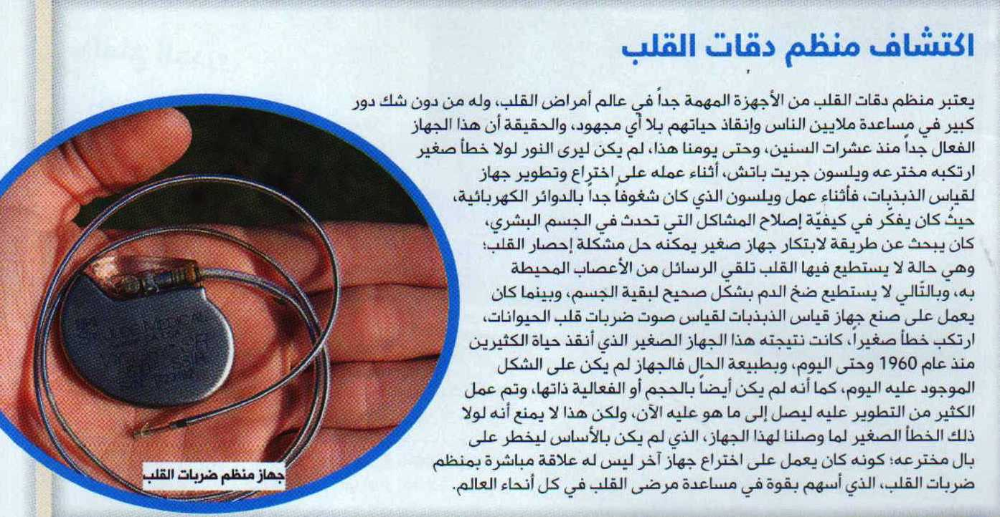 اكتشاف منظم دقات القلب
يعتبر منظم دقات القلب من الأجهزة المهمة جداً في عالم أمراض القلب، وله من دون شك دور
كبير في مساعدة ملايين الناس وإنقاذ حياتهم بلا أي مجهود، والحقيقة أن هذا الجهاز
الفعال جداً منذ عشرات السنين، وحتى يومنا هذا، لم يكن ليرى النور لولا خطأ صغير
ارتكبه مخترعه ويلسون جريت باتش، أثناء عمله على اختراع وتطوير جهاز
لقياس الذبذبات، فأثناء عمل ويلسون الذي كان شغوفاً جداً بالدوائر الكهربائية،
حيثُ كان يفكّر في كيفيّة إصلاح المشاكل التي تحدث في الجسم البشري،
كان يبحث عن طريقة لابتكار جهاز صغير يمكنه حل مشكلة إحصار القلب؛
وهي حالة لا يستطيع فيها القلب تلقي الرسائل من الأعصاب المحيطة
به، وبالتّالي لا يستطيع ضخ الدم بشكل صحيح لبقية الجسم، وبينما كان
يعمل على صنع جهاز قياس الذبذبات لقياس صوت ضربات قلب الحيوانات،
ارتكب خطأ صغيراً، كانت نتيجته هذا الجهاز الصغير الذي أنقذ حياة الكثيرين
منذ عام 1960 وحتى اليوم، وبطبيعة الحال فالجهاز لم يكن على الشكل
الموجود عليه اليوم، كما أنه لم يكن أيضاً بالحجم أو الفعالية ذاتها، وتم عمل
الكثير من التطوير عليه ليصل إلى ما هو عليه الآن، ولكن هذا لا يمنع أنه لولا
ذلك الخطأ الصغير لما وصلنا لهذا الجهاز، الذي لم يكن بالأساس ليخطر على
بال مخترعه؛ كونه كان يعمل على اختراع جهاز آخر ليس له علاقة مباشرة بمنظم
ضربات القلب، الذي أسهم بقوة في مساعدة مرضى القلب في كل أنحاء العالم.
جهاز منظم ضربات القلب